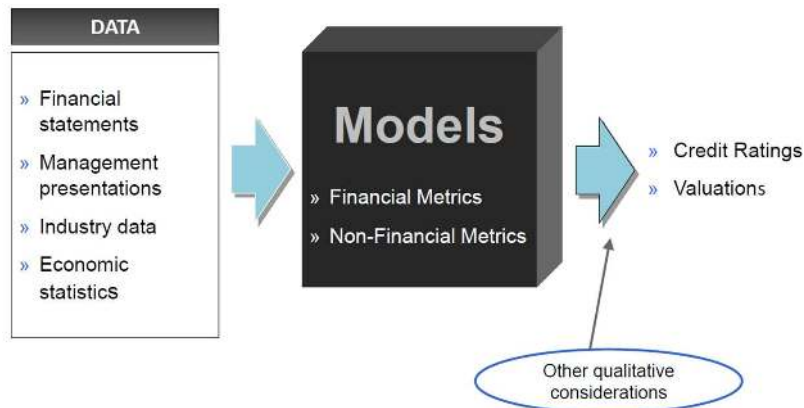 DATA
» Financial
statements
» Management
presentations
» Industry data
» Economic
statistics
Models
» Financial Metrics
» Non-Financial Metrics
» Credit Ratings
» Valuations
Other qualitative
considerations